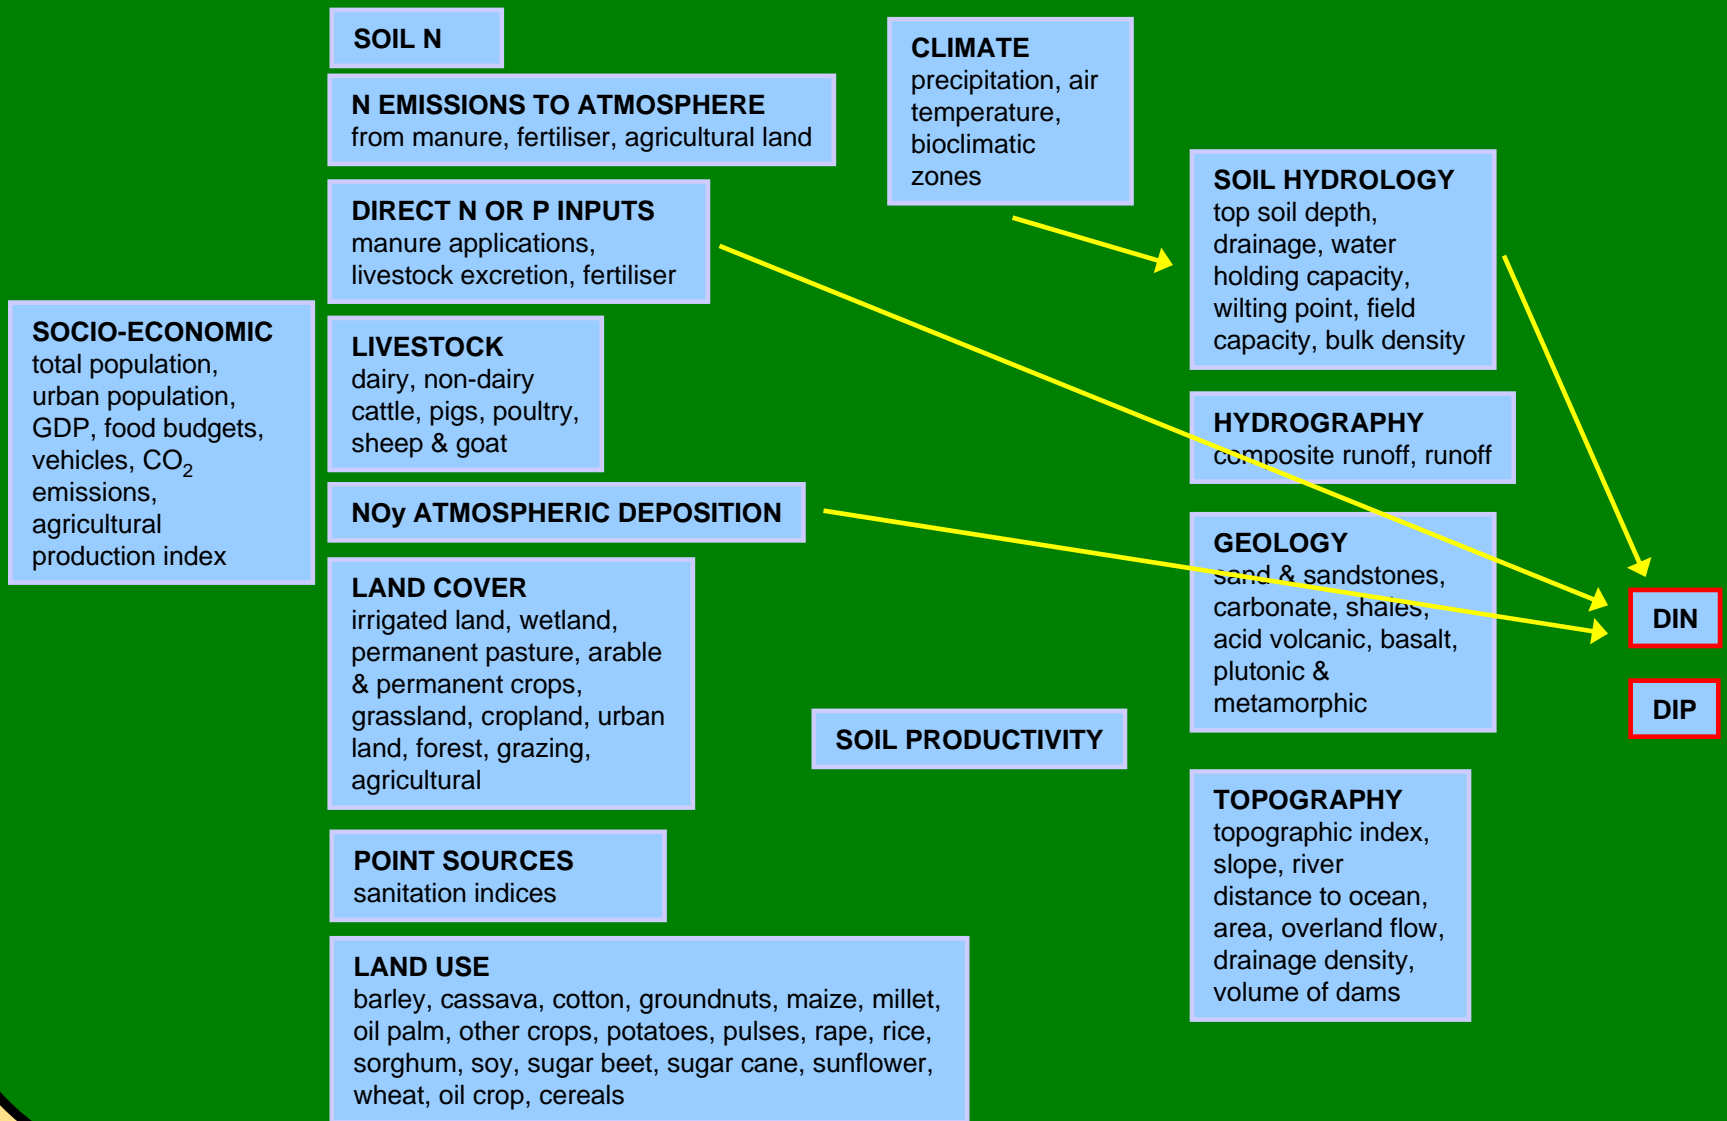 SOIL N
N EMISSIONS TO ATMOSPHERE
from manure, fertiliser, agricultural land
DIRECT N OR P INPUTS
manure applications,
livestock excretion, fertiliser
SOCIO-ECONOMIC
total population,
urban population,
GDP, food budgets,
vehicles, CO2
emissions,
agricultural
production index
LIVESTOCK
dairy, non-dairy
cattle, pigs, poultry,
sheep & goat
NOy ATMOSPHERIC DEPOSITION
LAND COVER
irrigated land, wetland,
permanent pasture, arable
& permanent crops,
grassland, cropland, urban
land, forest, grazing,
agricultural
POINT SOURCES
sanitation indices
LAND USE
barley, cassava, cotton, groundnuts, maize, millet,
oil palm, other crops, potatoes, pulses, rape, rice,
sorghum, soy, sugar beet, sugar cane, sunflower,
wheat, oil crop, cereals
CLIMATE
precipitation, air
temperature,
bioclimatic
zones
SOIL PRODUCTIVITY
SOIL HYDROLOGY
top soil depth,
drainage, water
holding capacity,
wilting point, field
capacity, bulk density
HYDROGRAPHY
composite runoff, runoff
GEOLOGY
sand & sandstones,
carbonate, shales,
acid volcanic, basalt,
plutonic &
metamorphic
TOPOGRAPHY
topographic index,
slope, river
distance to ocean,
area, overland flow,
drainage density,
volume of dams
DIN
DIP